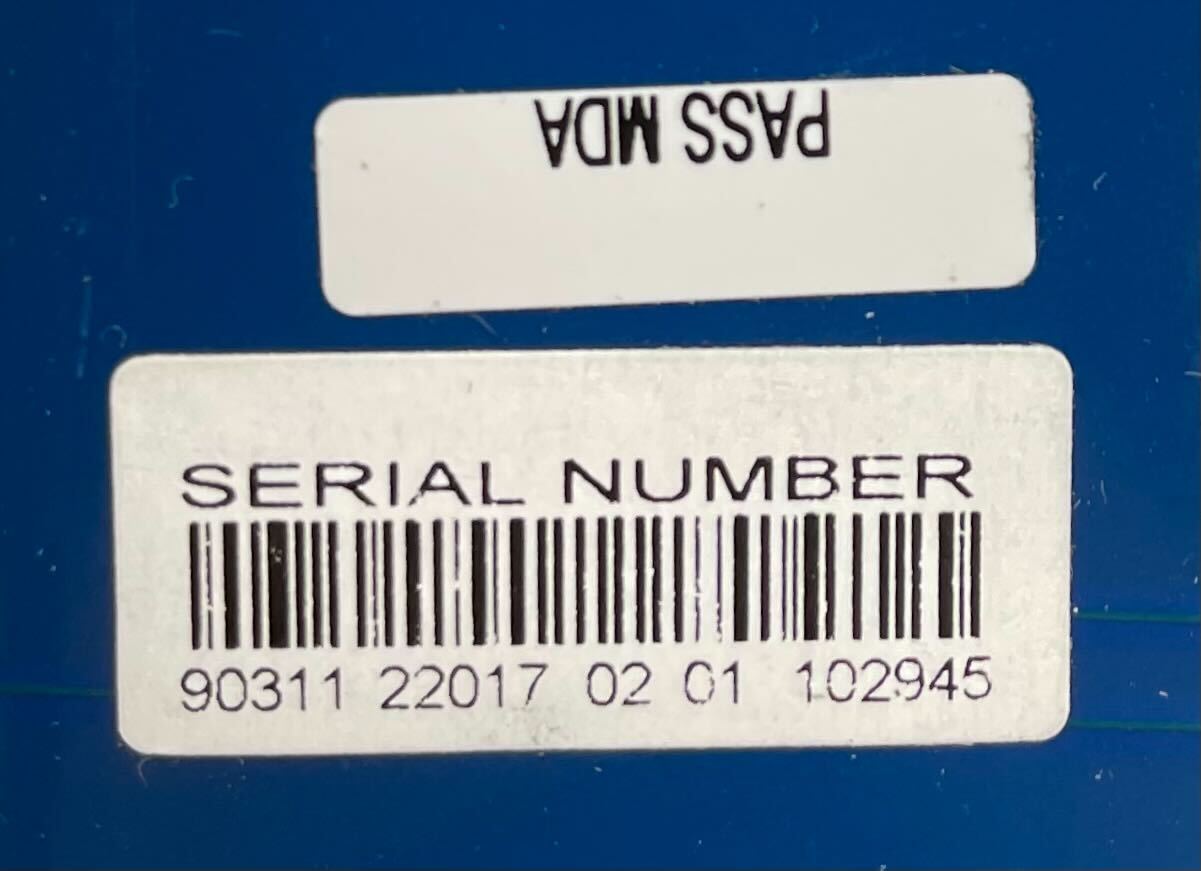 PASS MDA
SERIAL NUMBER
90311 22017 02 01 102945